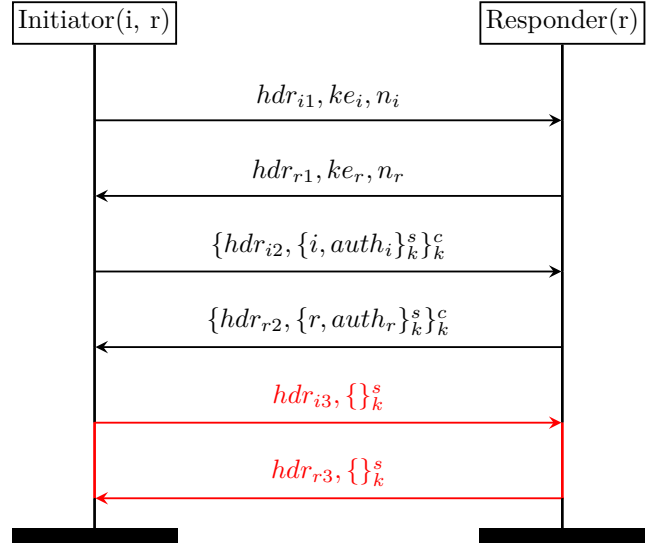 Initiator(i, r) Responder(r)
hdr_{i1}, ke_i, n_i
hdr_{r1}, ke_r, n_r
{hdr_{i2}, {i, auth_i}^s_k}^c_k
{hdr_{r2}, {r, auth_r}^s_k}^c_k
hdr_{i3}, {}^s_k
hdr_{r3}, {}^s_k